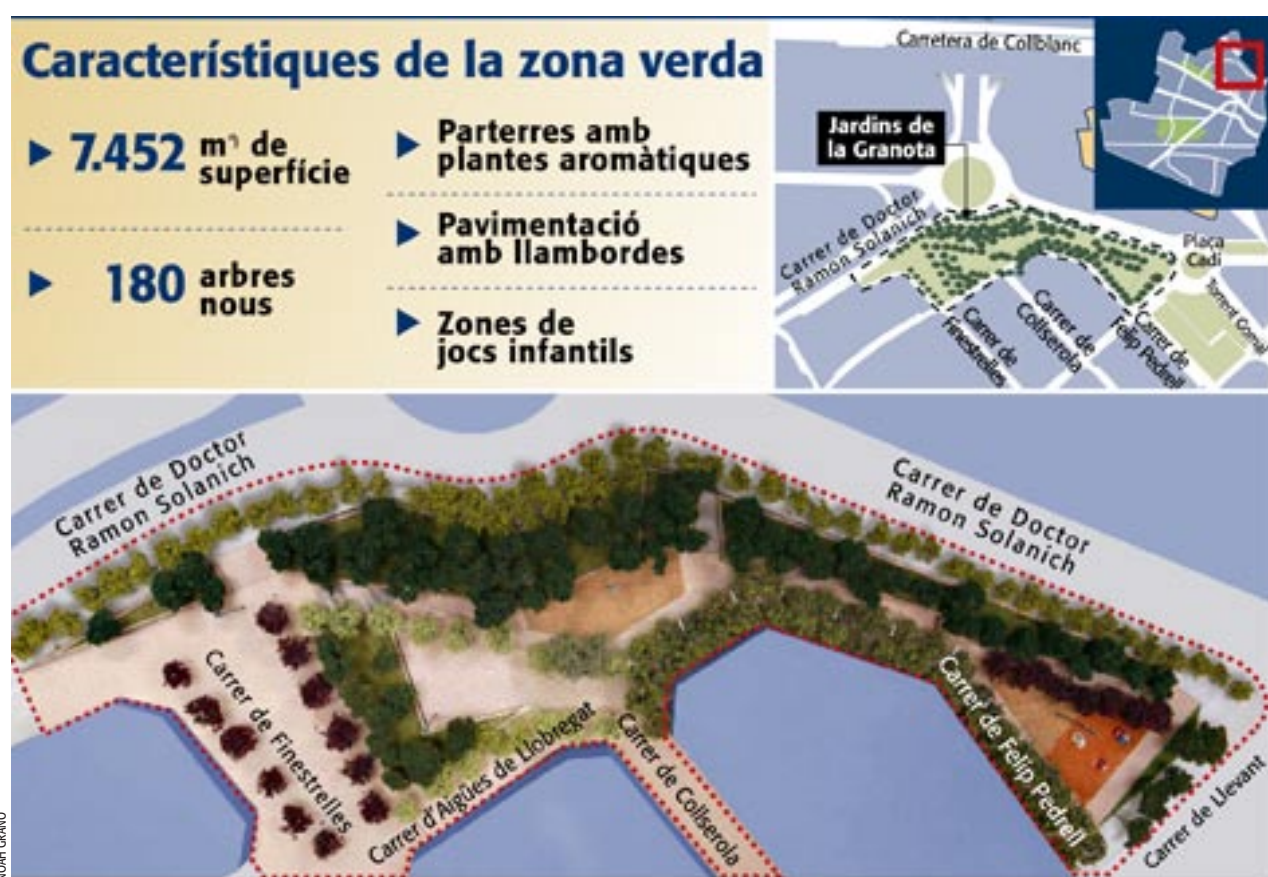 Característiques de la zona verda
7.452 m² de
superfície
180 arbres
nous
Parterres amb
plantes aromàtiques
Pavimentació
amb llambordes
Zones de
jocs infantils
Carretera de Collblanc
Jardins de
la Granota
Carrer de Doctor
Ramon Solanich
Plaça
Cadí
Torrent Gornal
Carrer de
Finestrelles
Carrer de
Collserola
Carrer de
Felip Pedrell
Carrer de Doctor
Ramon Solanich
Carrer de Doctor
Ramon Solanich
Carrer de Finestrelles
Carrer d'Aigües de Llobregat
Carrer de Collserola
Carrer de Felip Pedrell
Carrer de Llevant